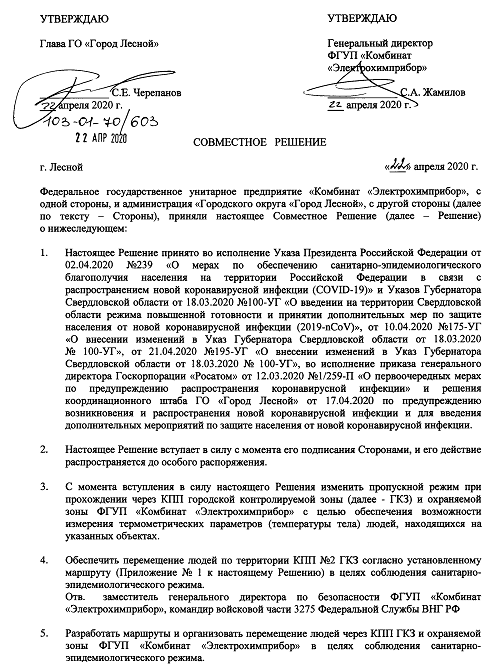 УТВЕРЖДАЮ
Глава ГО «Город Лесной»
С.Е. Черепанов
22 апреля 2020 г.
103-01-70/603
22 АПР 2020
УТВЕРЖДАЮ
Генеральный директор
ФГУП «Комбинат
«Электрохимприбор»
С.А. Жамилов
22 апреля 2020 г.
СОВМЕСТНОЕ РЕШЕНИЕ
г. Лесной
«22» апреля 2020 г.
Федеральное государственное унитарное предприятие «Комбинат «Электрохимприбор», с
одной стороны, и администрация «Городского округа «Город Лесной», с другой стороны (далее
по тексту – Стороны), приняли настоящее Совместное Решение (далее – Решение)
о нижеследующем:
1. Настоящее Решение принято во исполнение Указа Президента Российской Федерации от
02.04.2020 №239 «О мерах по обеспечению санитарно-эпидемиологического
благополучия населения на территории Российской Федерации в связи с
распространением новой коронавирусной инфекции (COVID-19)» и Указов Губернатора
Свердловской области от 18.03.2020 №100-УГ «О введении на территории Свердловской
области режима повышенной готовности и принятии дополнительных мер по защите
населения от новой коронавирусной инфекции (2019-nCoV)», от 10.04.2020 №175-УГ
«О внесении изменений в Указ Губернатора Свердловской области от 18.03.2020
№ 100-УГ», от 21.04.2020 №195-УГ «О внесении изменений в Указ Губернатора
Свердловской области от 18.03.2020 № 100-УГ», во исполнение приказа генерального
директора Госкорпорации «Росатом» от 12.03.2020 №1/259-П «О первоочередных мерах
по предупреждению распространения коронавирусной инфекции» и решения
координационного штаба ГО «Город Лесной» от 17.04.2020 по предупреждению
возникновения и распространения новой коронавирусной инфекции и для введения
дополнительных мероприятий по защите населения от новой коронавирусной инфекции.
2. Настоящее Решение вступает в силу с момента его подписания Сторонами, и его действие
распространяется до особого распоряжения.
3. С момента вступления в силу настоящего Решения изменить пропускной режим при
прохождении через КПП городской контролируемой зоны (далее - ГКЗ) и охраняемой
зоны ФГУП «Комбинат «Электрохимприбор» с целью обеспечения возможности
измерения термометрических параметров (температуры тела) людей, находящихся на
указанных объектах.
4. Обеспечить перемещение людей по территории КПП №2 ГКЗ согласно установленному
маршруту (Приложение № 1 к настоящему Решению) в целях соблюдения санитарно-
эпидемиологического режима.
Отв. заместитель генерального директора по безопасности ФГУП «Комбинат
«Электрохимприбор», командир войсковой части 3275 Федеральной Службы ВНГ РФ
5. Разработать маршруты и организовать перемещение людей через КПП ГКЗ и охраняемой
зоны ФГУП «Комбинат «Электрохимприбор» в целях соблюдения санитарно-
эпидемиологического режима.